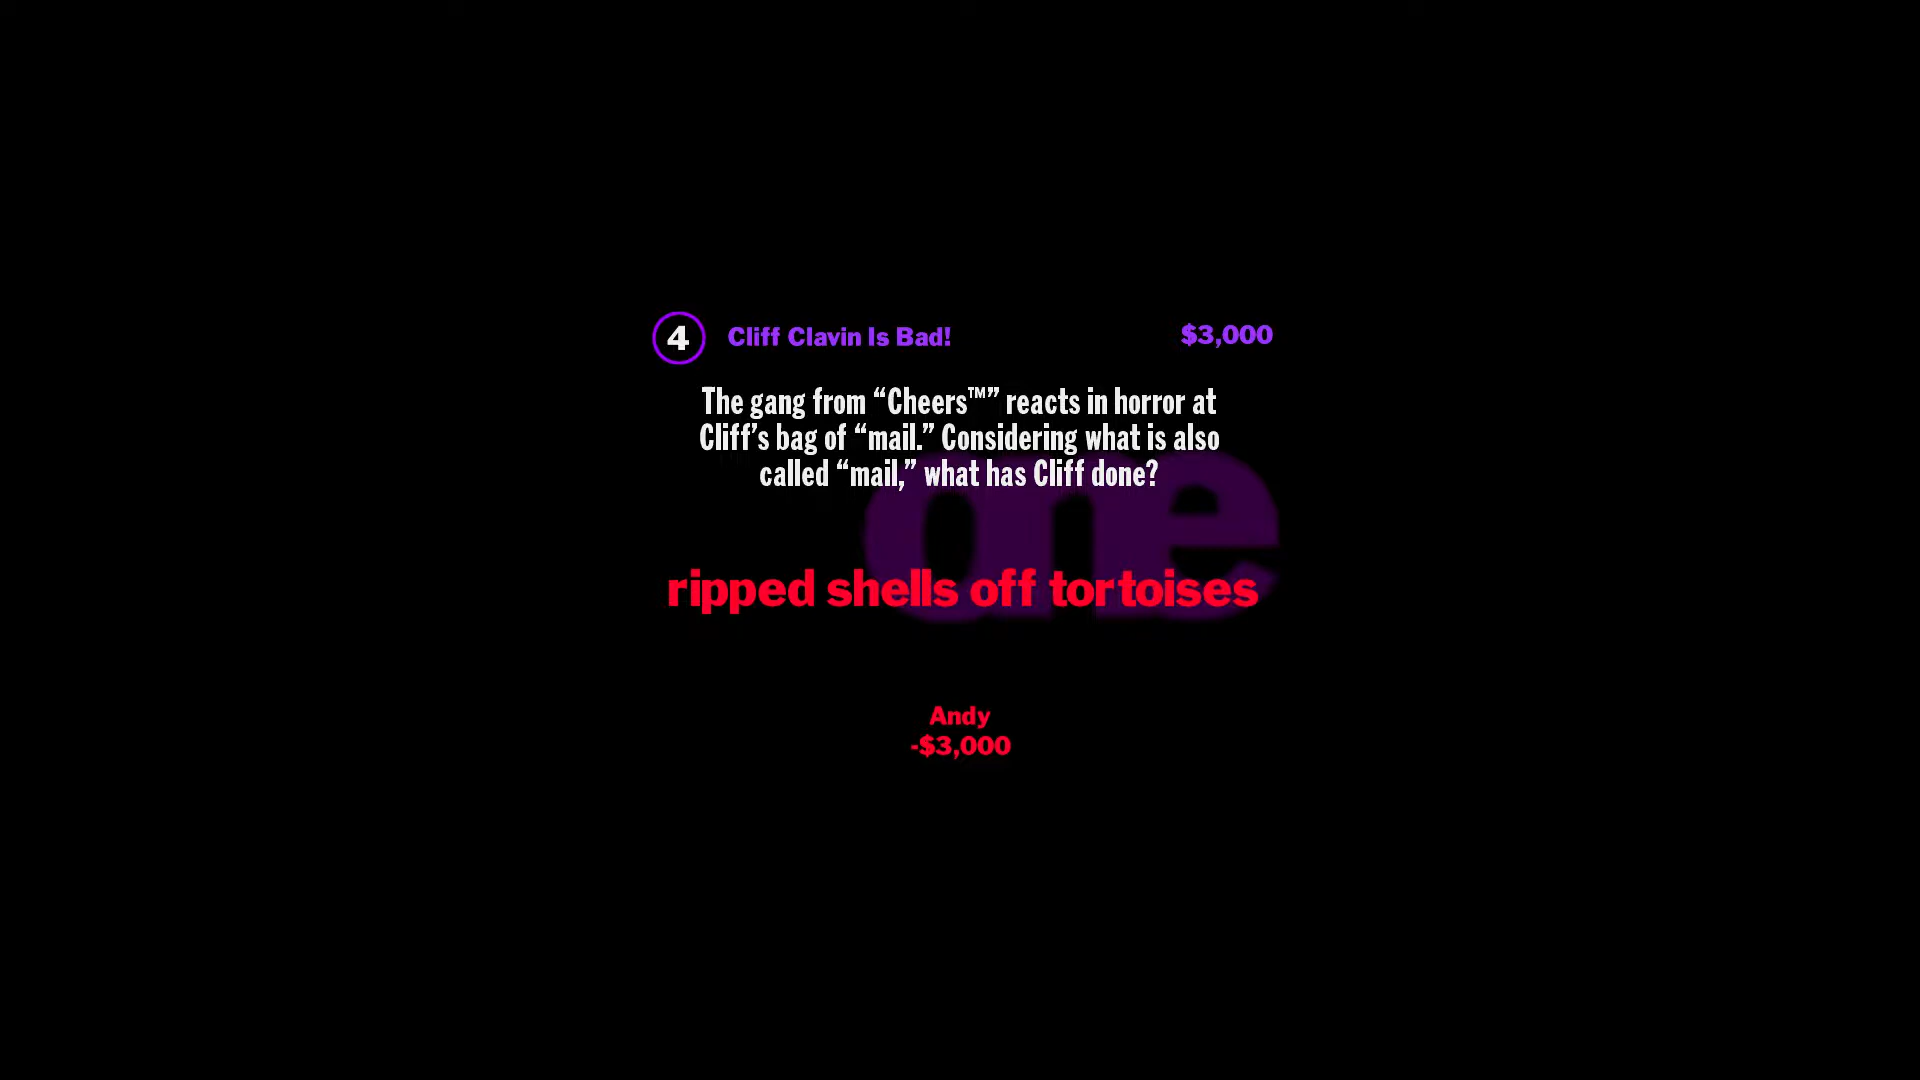 4 Cliff Clavin Is Bad! $3,000
The gang from “Cheers™” reacts in horror at
Cliff’s bag of “mail.” Considering what is also
called “mail,” what has Cliff done?
one
ripped shells off tortoises
Andy
-$3,000